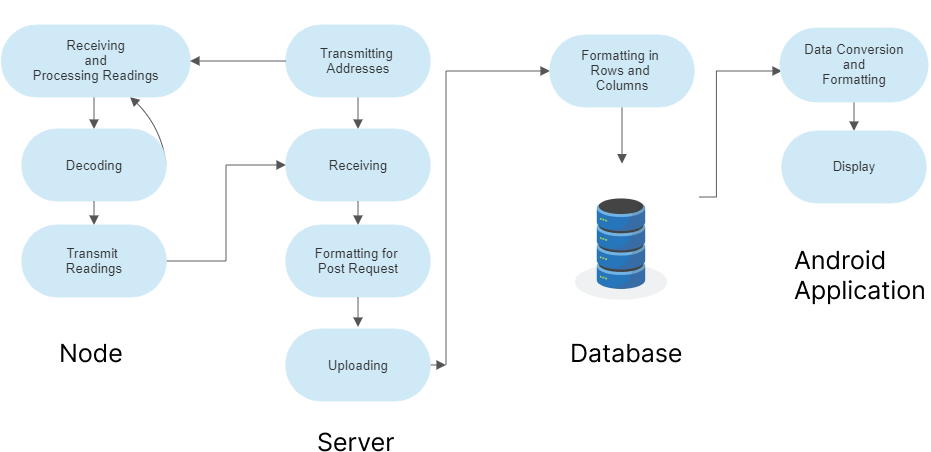 Receiving
and
Processing Readings
Decoding
Transmit
Readings
Node
Transmitting
Addresses
Receiving
Formatting for
Post Request
Uploading
Server
Formatting in
Rows and
Columns
Database
Data Conversion
and
Formatting
Display
Android
Application